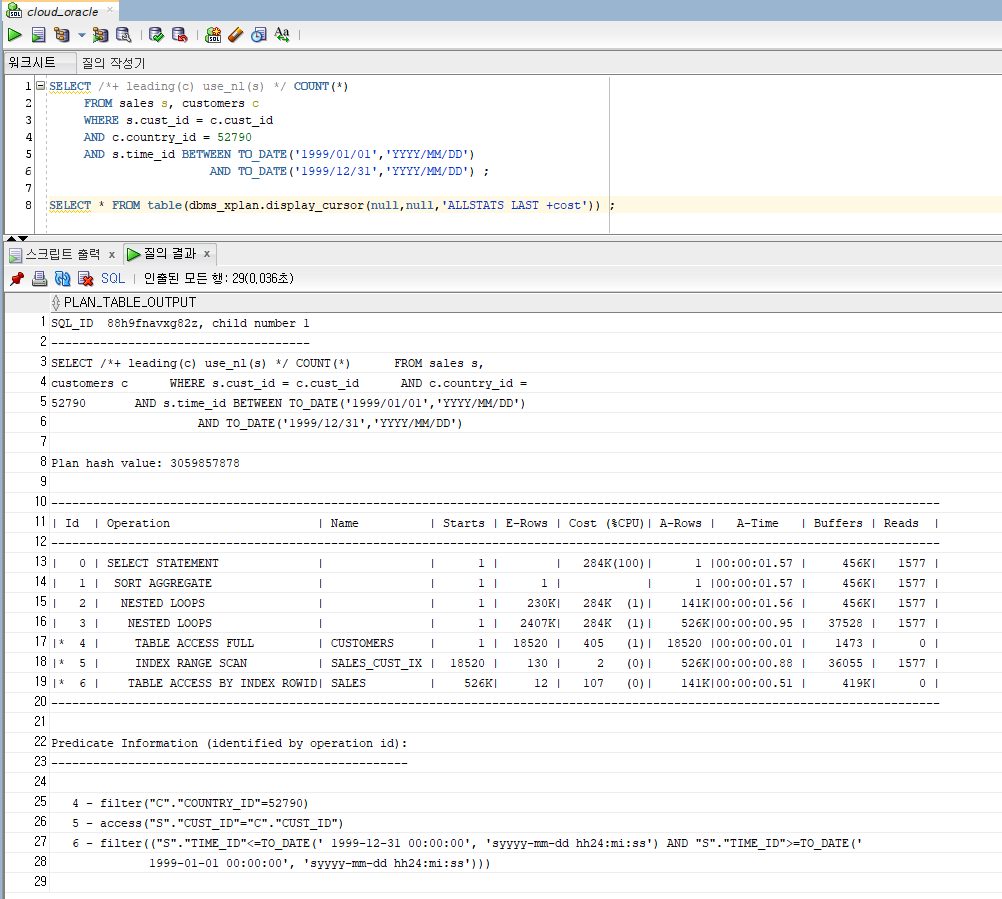 cloud_oracle
워크시트 질의 작성기
1 SELECT /*+ leading(c) use_nl(s) */ COUNT(*)
2 FROM sales s, customers c
3 WHERE s.cust_id = c.cust_id
4 AND c.country_id = 52790
5 AND s.time_id BETWEEN TO_DATE('1999/01/01','YYYY/MM/DD')
6 AND TO_DATE('1999/12/31','YYYY/MM/DD') ;
7
8 SELECT * FROM table(dbms_xplan.display_cursor(null,null,'ALLSTATS LAST +cost')) ;
스크립트 출력 x 질의 결과 x
SQL | 인출된 모든 행: 29(0,036초)
PLAN_TABLE_OUTPUT
1 SQL_ID 88h9fnavxg82z, child number 1
2 -------------------------------------
3 SELECT /*+ leading(c) use_nl(s) */ COUNT(*) FROM sales s,
4 customers c WHERE s.cust_id = c.cust_id AND c.country_id =
5 52790 AND s.time_id BETWEEN TO_DATE('1999/01/01','YYYY/MM/DD')
6 AND TO_DATE('1999/12/31','YYYY/MM/DD')
7
8 Plan hash value: 3059857878
9
10 -------------------------------------------------------------------------------------------------------------------------------
11 | Id | Operation | Name | Starts | E-Rows | Cost (%CPU)| A-Rows | A-Time | Buffers | Reads |
12 -------------------------------------------------------------------------------------------------------------------------------
13 | 0 | SELECT STATEMENT | | 1 | | 284K(100)| 1 |00:00:01.57 | 456K| 1577 |
14 | 1 | SORT AGGREGATE | | 1 | 1 | | 1 |00:00:01.57 | 456K| 1577 |
15 | 2 | NESTED LOOPS | | 1 | 230K| 284K (1)| 141K|00:00:01.56 | 456K| 1577 |
16 | 3 | NESTED LOOPS | | 1 | 2407K| 284K (1)| 526K|00:00:00.95 | 37528 | 1577 |
17 |* 4 | TABLE ACCESS FULL | CUSTOMERS | 1 | 18520 | 405 (1)| 18520 |00:00:00.01 | 1473 | 0 |
18 |* 5 | INDEX RANGE SCAN | SALES_CUST_IX | 18520 | 130 | 2 (0)| 526K|00:00:00.88 | 36055 | 1577 |
19 |* 6 | TABLE ACCESS BY INDEX ROWID| SALES | 526K| 12 | 107 (0)| 141K|00:00:00.51 | 419K| 0 |
20 -------------------------------------------------------------------------------------------------------------------------------
21
22 Predicate Information (identified by operation id):
23 ---------------------------------------------------
24
25 4 - filter("C"."COUNTRY_ID"=52790)
26 5 - access("S"."CUST_ID"="C"."CUST_ID")
27 6 - filter(("S"."TIME_ID"<=TO_DATE(' 1999-12-31 00:00:00', 'syyyy-mm-dd hh24:mi:ss') AND "S"."TIME_ID">=TO_DATE('
28 1999-01-01 00:00:00', 'syyyy-mm-dd hh24:mi:ss')))
29